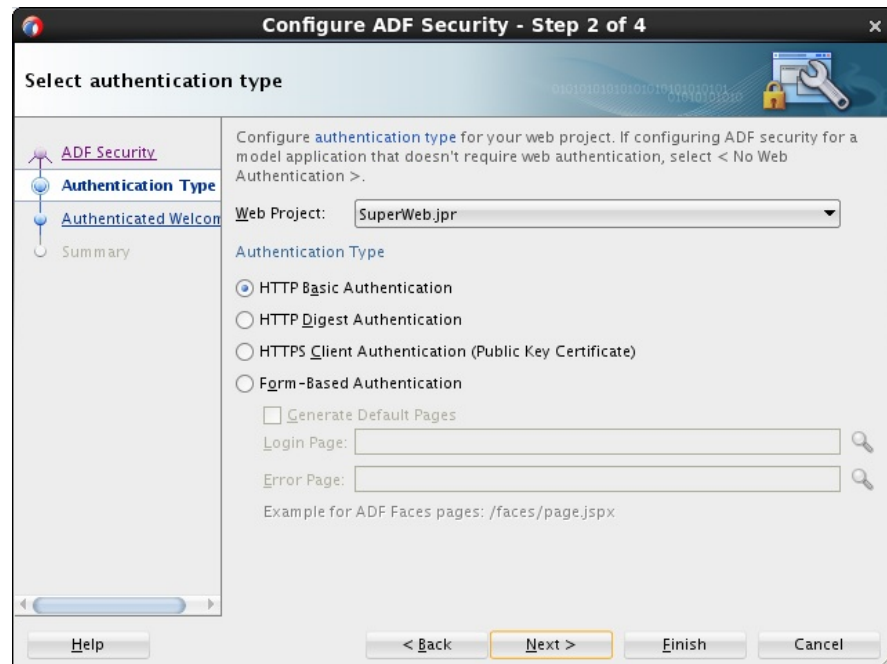 Configure ADF Security - Step 2 of 4
Select authentication type
ADF Security
Authentication Type
Authenticated Welcom
Summary
Configure authentication type for your web project. If configuring ADF security for a
model application that doesn't require web authentication, select < No Web
Authentication >.
Web Project: SuperWeb.jpr
Authentication Type
HTTP Basic Authentication
HTTP Digest Authentication
HTTPS Client Authentication (Public Key Certificate)
Form-Based Authentication
Generate Default Pages
Login Page:
Error Page:
Example for ADF Faces pages: /faces/page.jspx
Help
< Back
Next >
Finish
Cancel